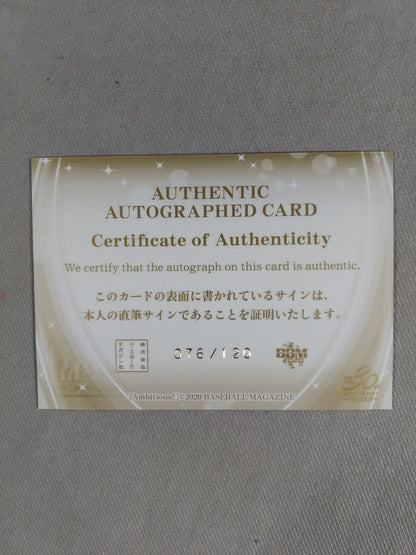 AUTHENTIC
AUTOGRAPHED CARD
Certificate of Authenticity
We certify that the autograph on this card is authentic.
このカードの表面に書かれているサインは、
本人の直筆サインであることを証明いたします。
株式会社
ベースボール
マガジン社
076/120
BBM
2020
30
[Ambitious!!]©2020 BASEBALL MAGAZINE